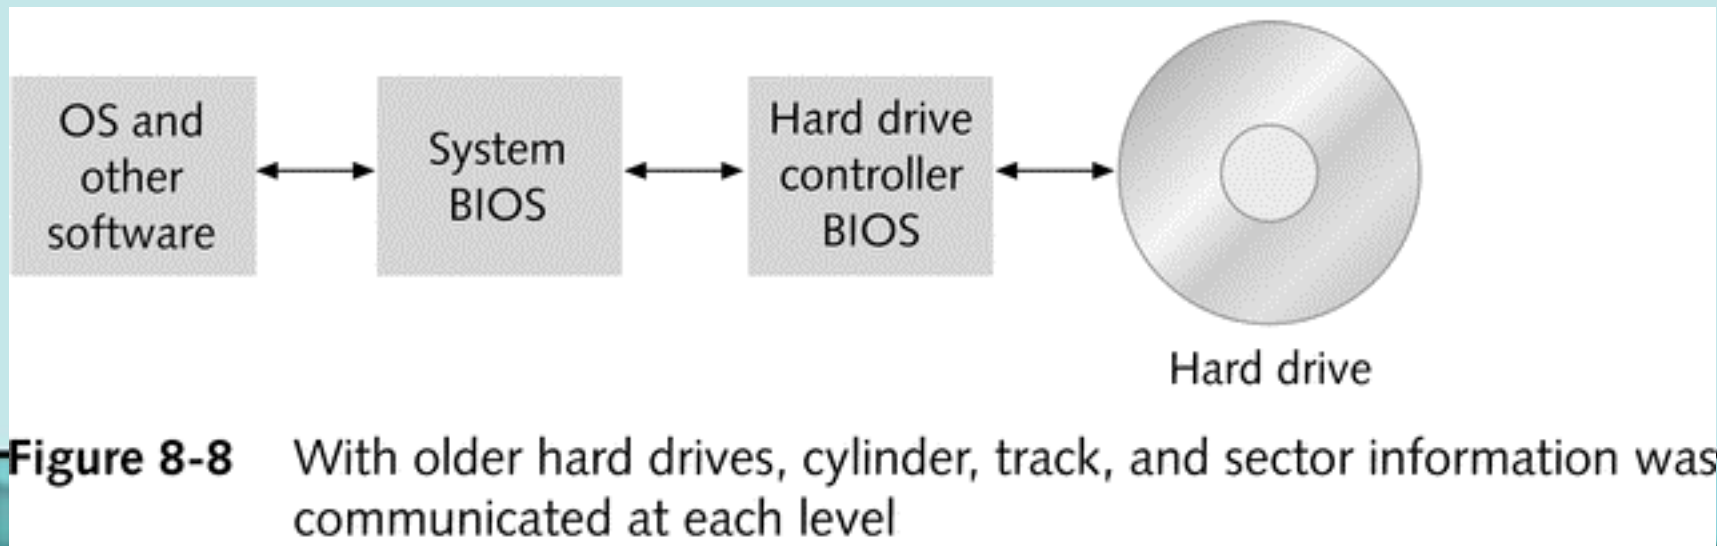 OS and
other
software
System
BIOS
Hard drive
controller
BIOS
Hard drive
Figure 8-8 With older hard drives, cylinder, track, and sector information was
communicated at each level